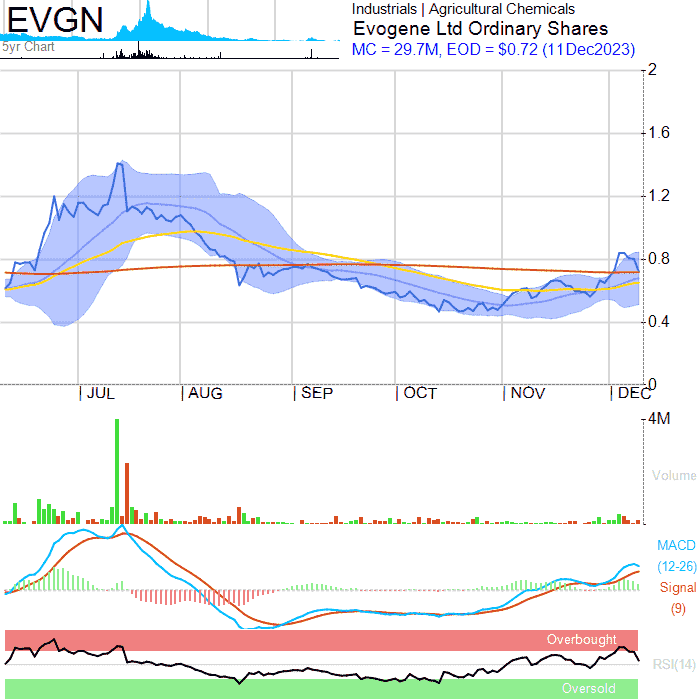 EVGN
5yr Chart
Industrials | Agricultural Chemicals
Evogene Ltd Ordinary Shares
MC = 29.7M, EOD = $0.72 (11Dec2023)
2
1.6
1.2
0.8
0.4
0
JUL AUG SEP OCT NOV DEC
4M
Volume
MACD
(12-26)
Signal
(9)
Overbought
RSI(14)
Oversold